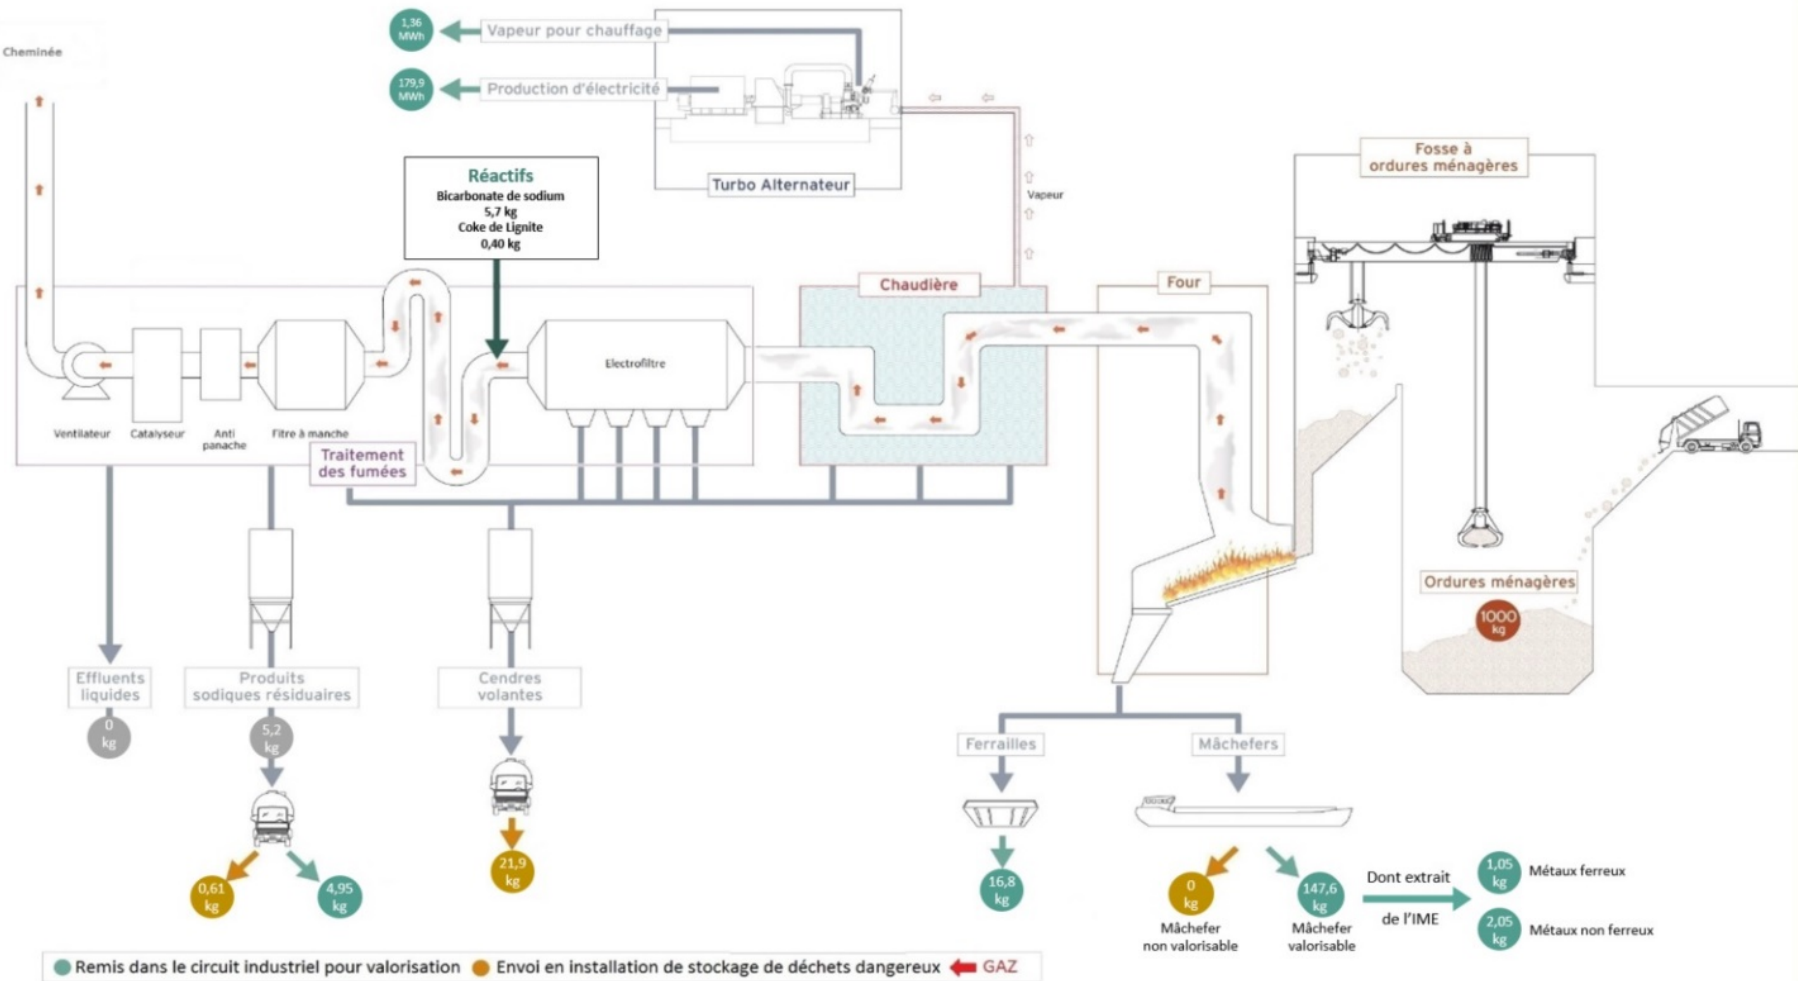 1,36
MWh
Vapeur pour chauffage
Cheminée
179,9
MWh
Production d'électricité
Turbo Alternateur
Vapeur
Réactifs
Bicarbonate de sodium
5,7 kg
Coke de Lignite
0,40 kg
Fosse à
ordures ménagères
Chaudière
Four
Electrofiltre
Ventilateur
Catalyseur
Anti
panache
Fitre à manche
Traitement
des fumées
Ordures ménagères
1000
kg
Effluents
liquides
0
kg
Produits
sodiques résiduaires
5,2
kg
0,61
kg
4,95
kg
Cendres
volantes
21,9
kg
Ferrailles
16,8
kg
Mâchefers
0
kg
Mâchefer
non valorisable
147,6
kg
Mâchefer
valorisable
Dont extrait
de l'IME
1,05
kg
Métaux ferreux
2,05
kg
Métaux non ferreux
Remis dans le circuit industriel pour valorisation
Envoi en installation de stockage de déchets dangereux
GAZ